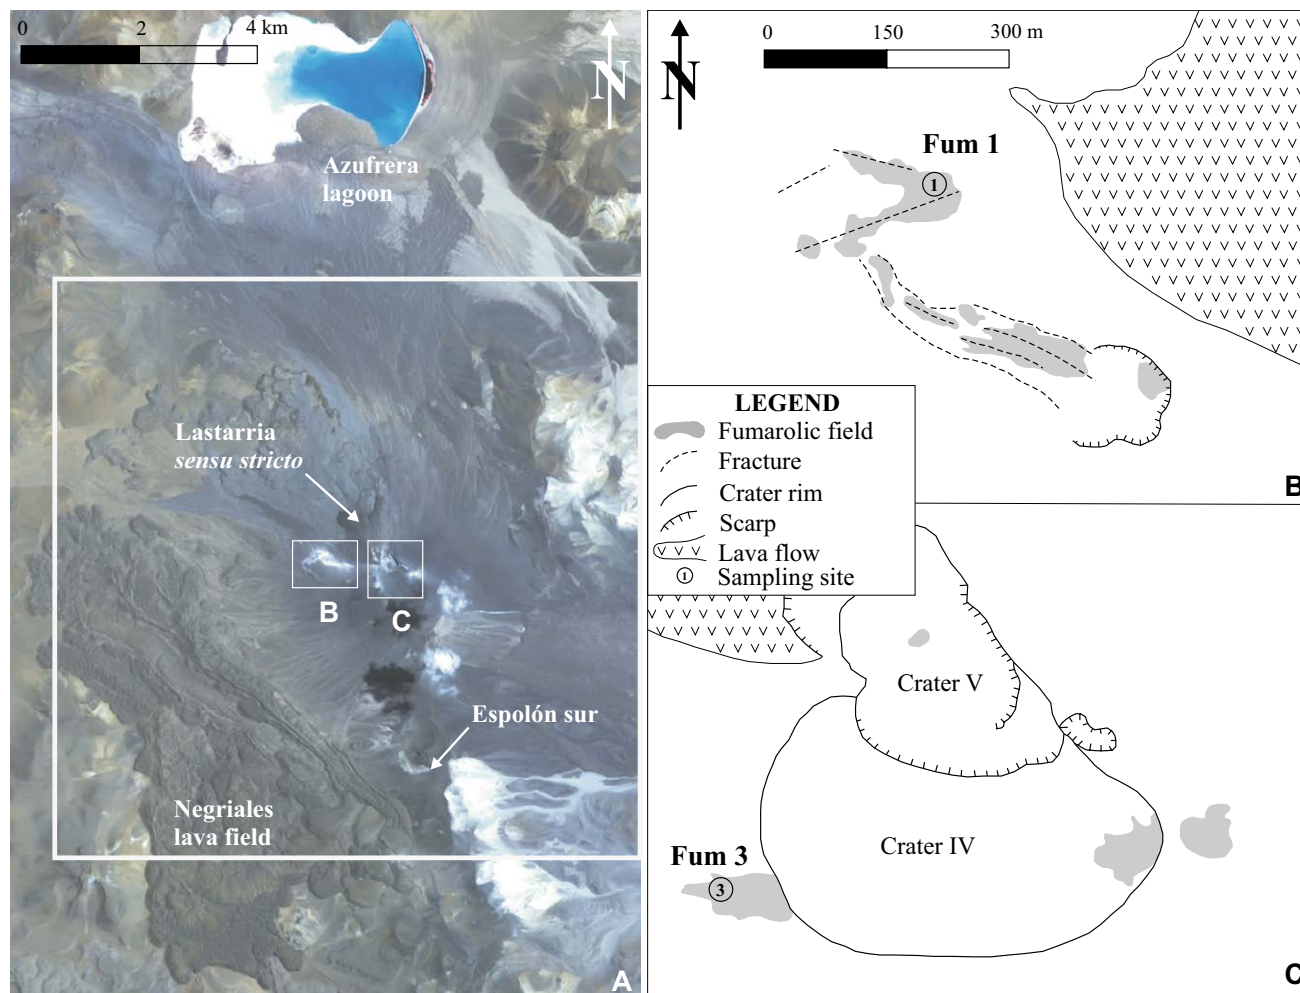 0 2 4 km
N
Azufrera
lagoon
Lastarria
sensu stricto
B
C
Espolón sur
Negriales
lava field
A
0 150 300 m
N
Fum 1
1
B
LEGEND
Fumarolic field
Fracture
Crater rim
Scarp
Lava flow
1 Sampling site
Crater V
Crater IV
Fum 3
3
C